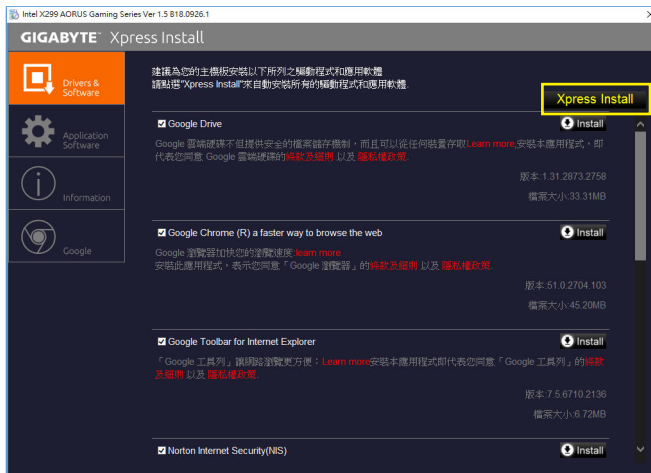 Intel X299 AORUS Gaming Series Ver 1.5 B18.0926.1
GIGABYTE™ Xpress Install
Drivers &
Software
Application
Software
Information
Google
建議為您的主機板安裝以下所列之驅動程式和應用軟體
請點選"Xpress Install"來自動安裝所有的驅動程式和應用軟體.
Xpress Install
Google Drive
Install
Google 雲端硬碟不但提供安全的檔案儲存機制，而且可以從任何裝置存取Learn more,安裝本應用程式，即
代表您同意 Google 雲端硬碟的條款及細則 以及 隱私權政策.
版本:1.31.2873.2758
檔案大小:33.31MB
Google Chrome (R) a faster way to browse the web
Install
Google 瀏覽器加快您的瀏覽速度:learn more
安裝此應用程式，表示您同意「Google 瀏覽器」的條款及細則 以及 隱私權政策.
版本:51.0.2704.103
檔案大小:45.20MB
Google Toolbar for Internet Explorer
Install
「Google 工具列」讓網路瀏覽更方便：Learn more安裝本應用程式即代表您同意「Google 工具列」的條款
及細則 以及 隱私權政策.
版本:7.5.6710.2136
檔案大小:6.72MB
Norton Internet Security(NIS)
Install